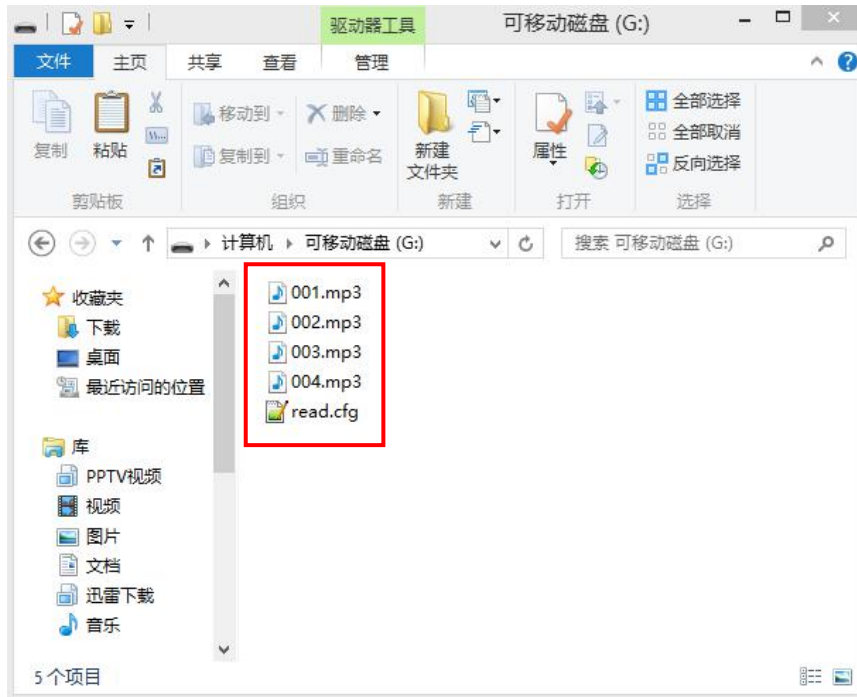 驱动器工具
可移动磁盘 (G:)
文件
主页
共享
查看
管理
复制
粘贴
移动到
复制到
删除
重命名
新建
文件夹
属性
全部选择
全部取消
反向选择
剪贴板
组织
新建
打开
选择
计算机
可移动磁盘 (G:)
搜索 可移动磁盘 (G:)
收藏夹
下载
桌面
最近访问的位置
库
PPTV视频
视频
图片
文档
迅雷下载
音乐
001.mp3
002.mp3
003.mp3
004.mp3
read.cfg
5个项目